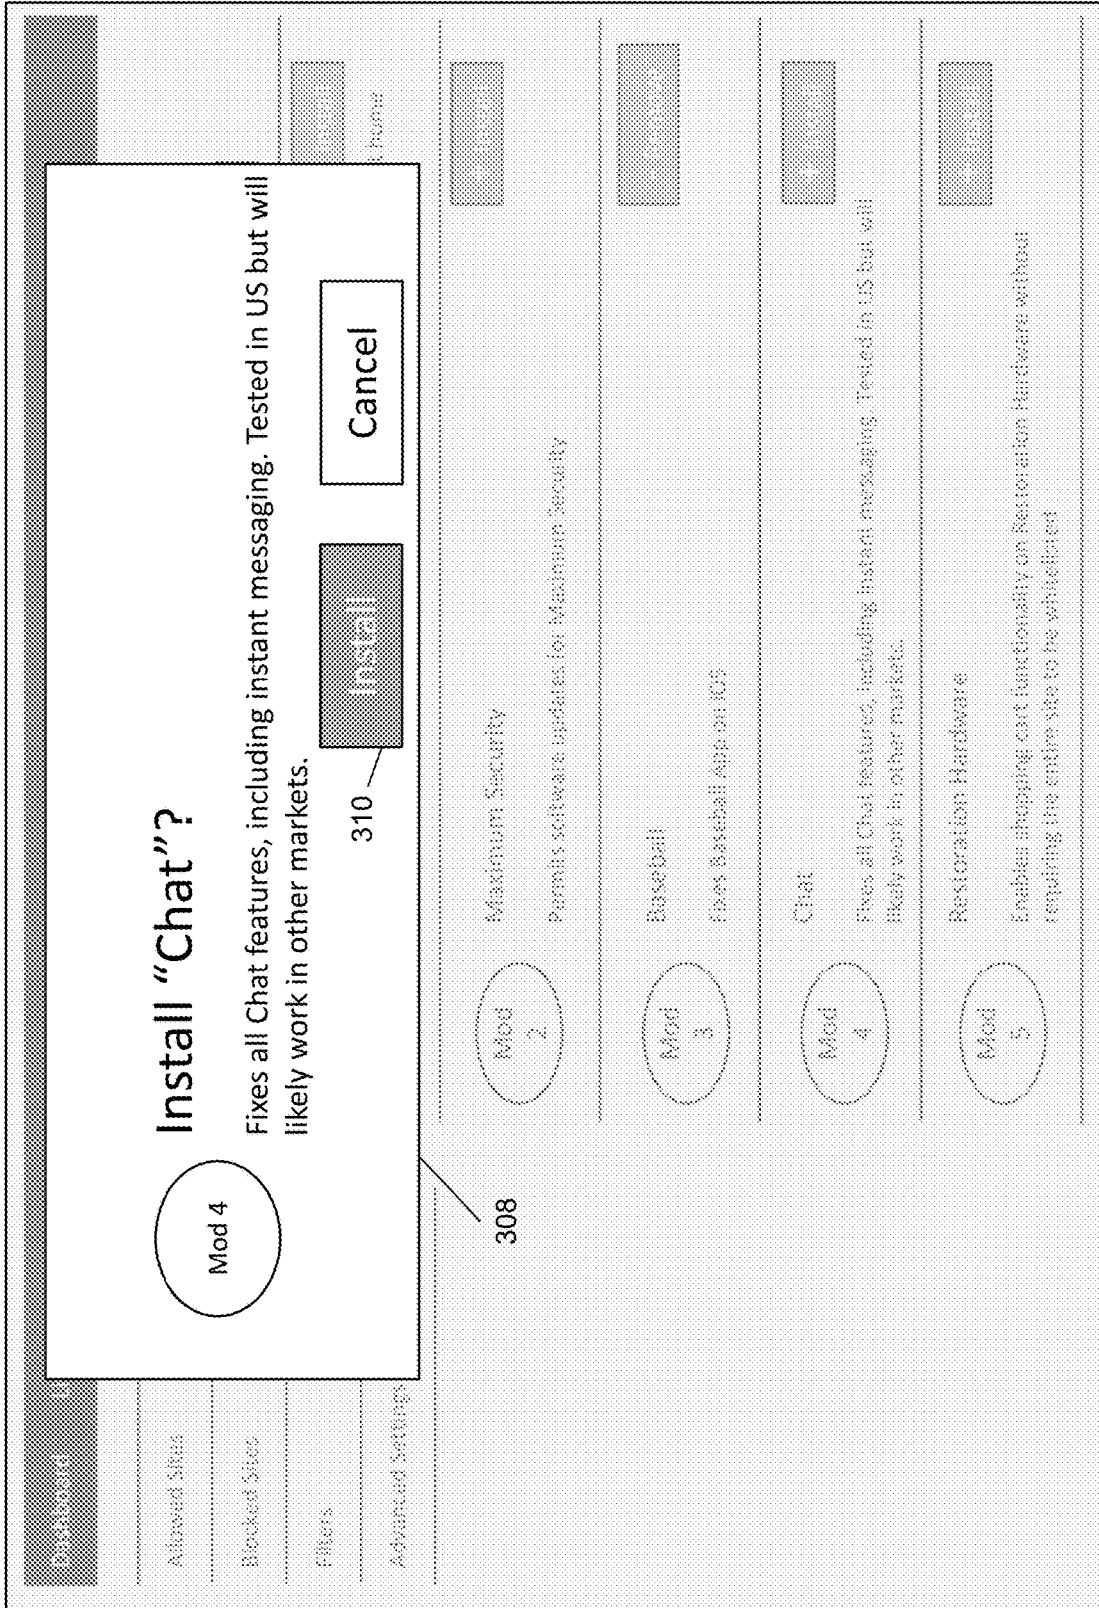 Install “Chat”?
Mod 4
Fixes all Chat features, including instant messaging. Tested in US but will
likely work in other markets.
310
Install
Cancel
308
Allowed Sites
Blocked Sites
Filters
Advanced Settings
Mod
2
Maximum Security
Permits software updates for Maximum Security
Mod
3
Baseball
Fixes Baseball App on iOS
Mod
4
Chat
Fixes all Chat features, including instant messaging. Tested in US but will
likely work in other markets.
Mod
5
Restoration Hardware
Enables shopping cart functionality on Restoration Hardware without
requiring the entire site to be whitelisted